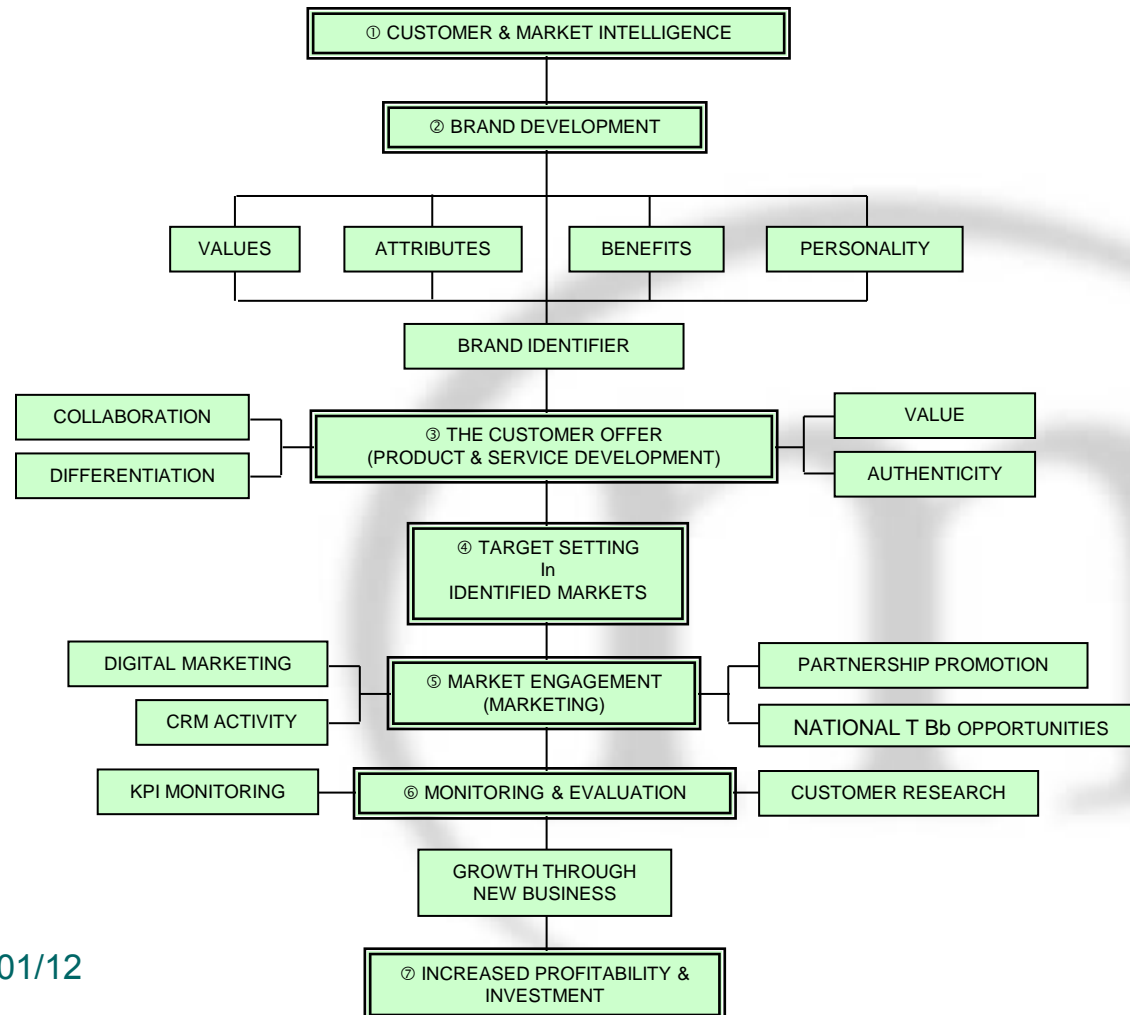 ① CUSTOMER & MARKET INTELLIGENCE
② BRAND DEVELOPMENT
VALUES
ATTRIBUTES
BENEFITS
PERSONALITY
BRAND IDENTIFIER
COLLABORATION
DIFFERENTIATION
③ THE CUSTOMER OFFER
(PRODUCT & SERVICE DEVELOPMENT)
VALUE
AUTHENTICITY
④ TARGET SETTING
In
IDENTIFIED MARKETS
DIGITAL MARKETING
CRM ACTIVITY
⑤ MARKET ENGAGEMENT
(MARKETING)
PARTNERSHIP PROMOTION
NATIONAL T Bb OPPORTUNITIES
KPI MONITORING
⑥ MONITORING & EVALUATION
CUSTOMER RESEARCH
GROWTH THROUGH
NEW BUSINESS
⑦ INCREASED PROFITABILITY &
INVESTMENT
01/12